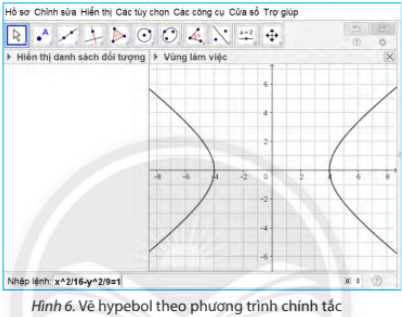 Hồ sơ Chỉnh sửa Hiển thị Các tùy chọn Các công cụ Cửa sổ Trợ giúp
A
a=2
Hiển thị danh sách đối tượng Vùng làm việc
6
4
2
-8 -6 -4 -2 0 2 4 6 8
-2
-4
-6
Nhập lệnh: x^2/16-y^2/9=1
Hình 6. Vẽ hypebol theo phương trình chính tắc